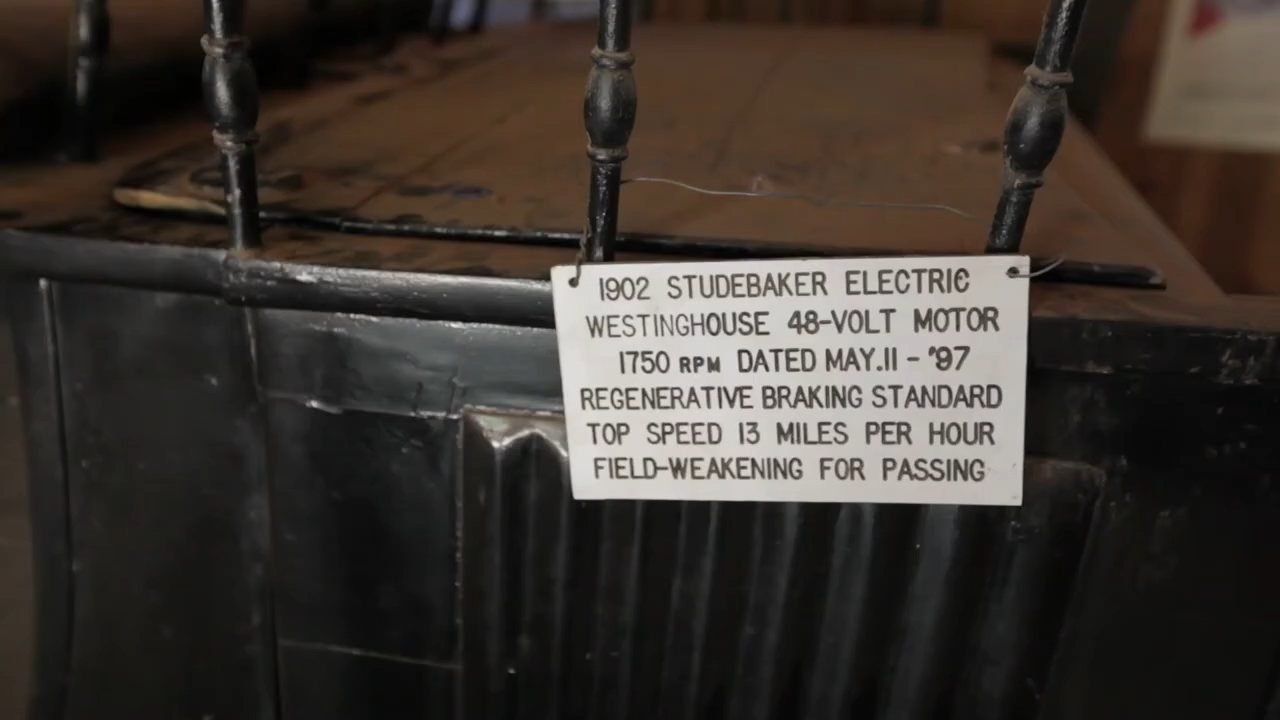 1902 STUDEBAKER ELECTRIC
WESTINGHOUSE 48-VOLT MOTOR
1750 RPM DATED MAY.11 - '97
REGENERATIVE BRAKING STANDARD
TOP SPEED 13 MILES PER HOUR
FIELD-WEAKENING FOR PASSING